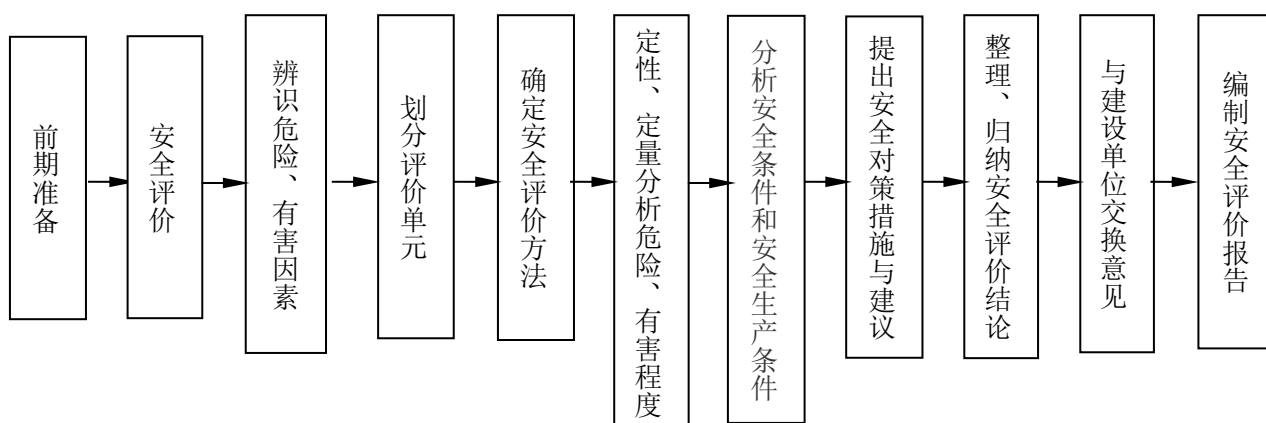 前期准备
安全评价
辨识危险、有害因素
划分评价单元
确定安全评价方法
定性、定量分析危险、有害程度
分析安全条件和安全生产条件
提出安全对策措施与建议
整理、归纳安全评价结论
与建设单位交换意见
编制安全评价报告